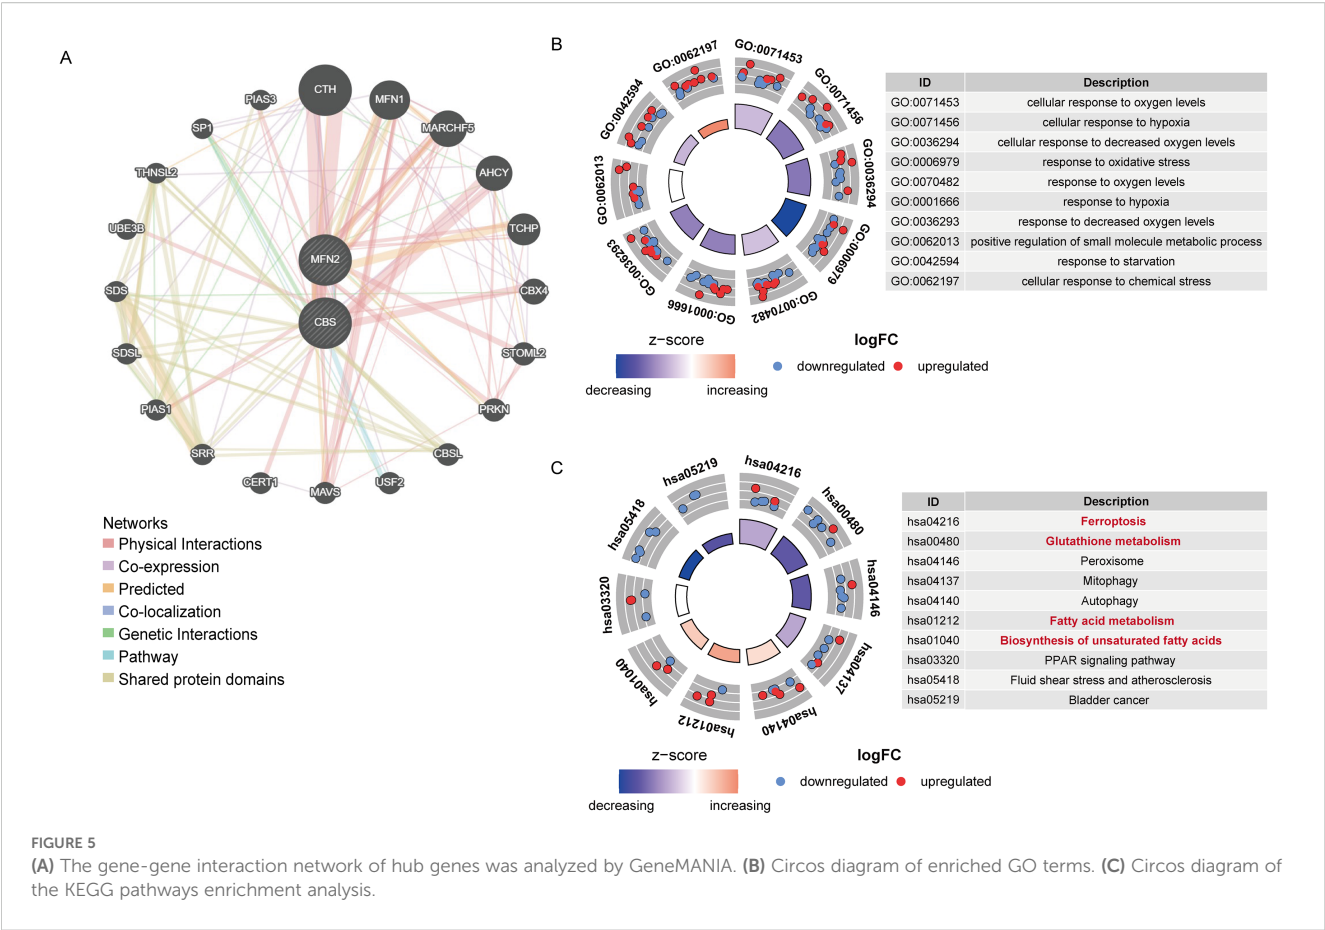 A
CTH
PIAS3
MFN1
SP1
MARCHF5
THNSL2
AHCY
UBE3B
TCHP
MFN2
SDS
CBX4
CBS
SDSL
STOML2
PIAS1
PRKN
SRR
CBSL
CERT1
MAVS
USF2
Networks
Physical Interactions
Co-expression
Predicted
Co-localization
Genetic Interactions
Pathway
Shared protein domains
B
GO:0071453
GO:0071456
GO:0036294
GO:0006979
GO:0070482
GO:0001666
GO:0036293
GO:0062013
GO:0042594
GO:0062197
z-score
decreasing increasing
logFC
downregulated upregulated
ID Description
GO:0071453 cellular response to oxygen levels
GO:0071456 cellular response to hypoxia
GO:0036294 cellular response to decreased oxygen levels
GO:0006979 response to oxidative stress
GO:0070482 response to oxygen levels
GO:0001666 response to hypoxia
GO:0036293 response to decreased oxygen levels
GO:0062013 positive regulation of small molecule metabolic process
GO:0042594 response to starvation
GO:0062197 cellular response to chemical stress
C
hsa04216
hsa00480
hsa04146
hsa04137
hsa04140
hsa01212
hsa01040
hsa03320
hsa05418
hsa05219
z-score
decreasing increasing
logFC
downregulated upregulated
ID Description
hsa04216 Ferroptosis
hsa00480 Glutathione metabolism
hsa04146 Peroxisome
hsa04137 Mitophagy
hsa04140 Autophagy
hsa01212 Fatty acid metabolism
hsa01040 Biosynthesis of unsaturated fatty acids
hsa03320 PPAR signaling pathway
hsa05418 Fluid shear stress and atherosclerosis
hsa05219 Bladder cancer
FIGURE 5
(A) The gene-gene interaction network of hub genes was analyzed by GeneMANIA. (B) Circos diagram of enriched GO terms. (C) Circos diagram of
the KEGG pathways enrichment analysis.